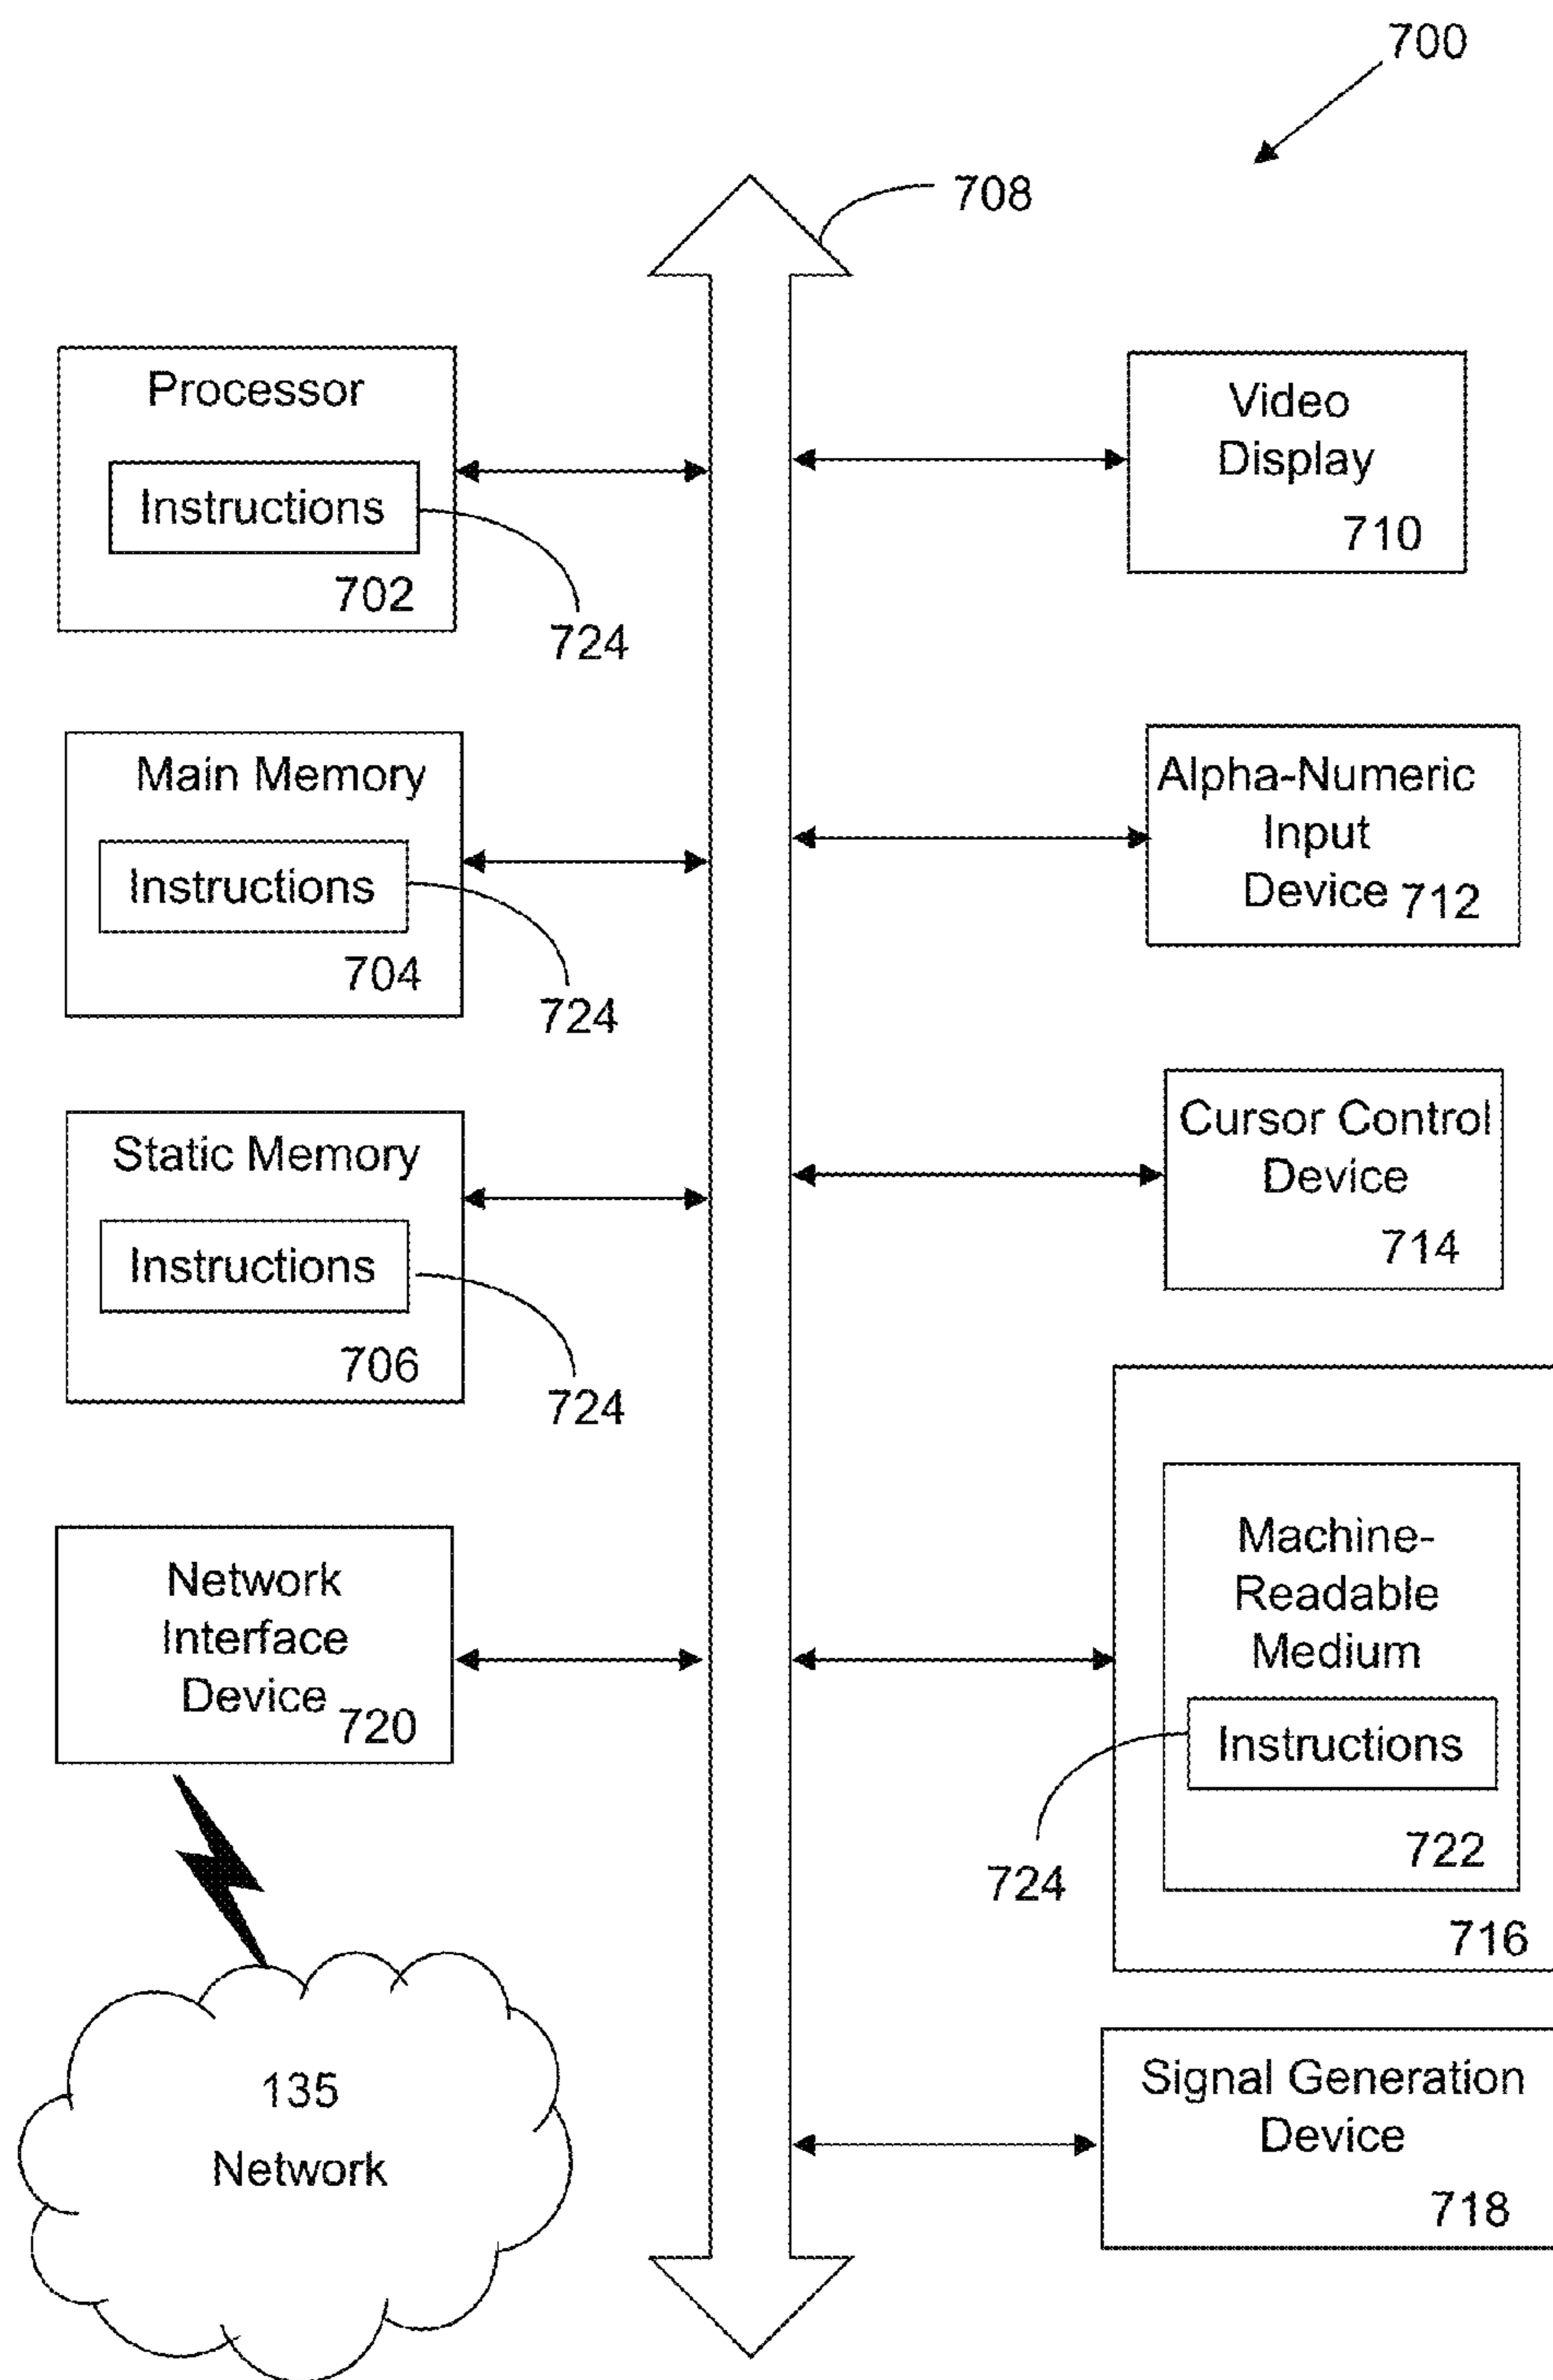 700
708
Processor
Instructions
702
724
Main Memory
Instructions
704
724
Static Memory
Instructions
706
724
Network
Interface
Device
720
135
Network
Video
Display
710
Alpha-Numeric
Input
Device
712
Cursor Control
Device
714
Machine-
Readable
Medium
Instructions
722
724
716
Signal Generation
Device
718